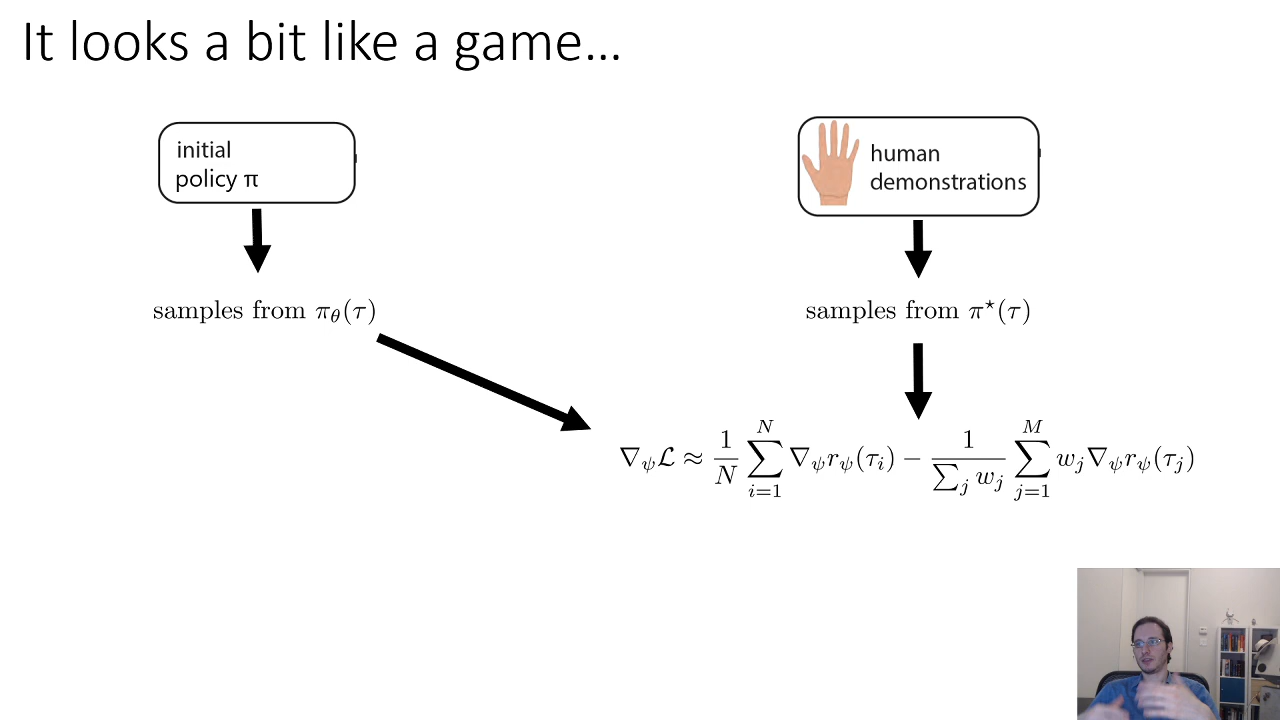 It looks a bit like a game...
initial
policy π
human
demonstrations
samples from π_θ(τ)
samples from π*(τ)
∇_ψ ℒ ≈ 1/N ∑_{i=1}^{N} ∇_ψ r_ψ(τ_i) − 1/(∑_j w_j) ∑_{j=1}^{M} w_j ∇_ψ r_ψ(τ_j)